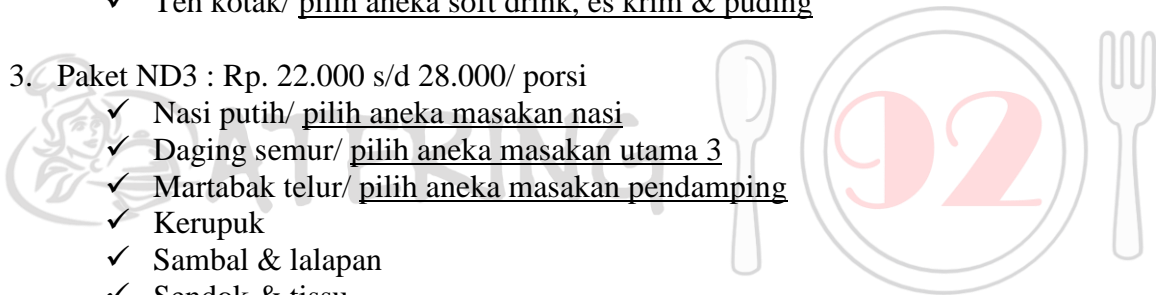 ✓ Teh kotak/ pilih aneka soft drink, es krim & puding
3. Paket ND3 : Rp. 22.000 s/d 28.000/ porsi
✓ Nasi putih/ pilih aneka masakan nasi
✓ Daging semur/ pilih aneka masakan utama 3
✓ Martabak telur/ pilih aneka masakan pendamping
✓ Kerupuk
✓ Sambal & lalapan
✓ Sendok & tissu
CATERING 92